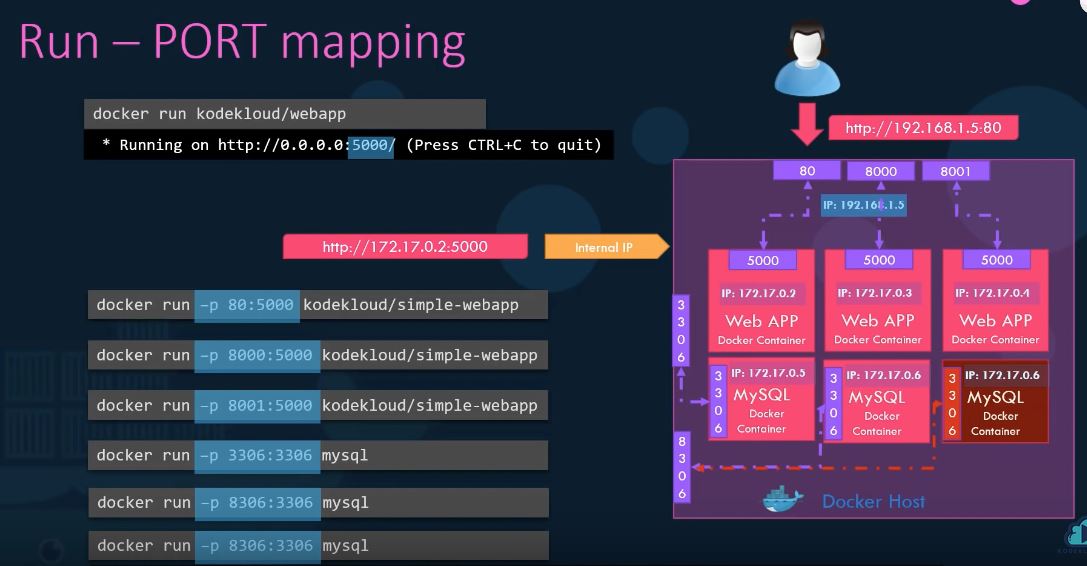 Run – PORT mapping
docker run kodekloud/webapp
* Running on http://0.0.0.0:5000/ (Press CTRL+C to quit)
http://192.168.1.5:80
80
8000
8001
IP: 192.168.1.5
http://172.17.0.2:5000
Internal IP
5000
5000
5000
IP: 172.17.0.2
IP: 172.17.0.3
IP: 172.17.0.4
Web APP
Docker Container
Web APP
Docker Container
Web APP
Docker Container
docker run –p 80:5000 kodekloud/simple-webapp
docker run –p 8000:5000 kodekloud/simple-webapp
docker run –p 8001:5000 kodekloud/simple-webapp
docker run –p 3306:3306 mysql
docker run –p 8306:3306 mysql
docker run –p 8306:3306 mysql
3306
3306
IP: 172.17.0.5
MySQL
Docker
Container
3306
IP: 172.17.0.6
MySQL
Docker
Container
3306
IP: 172.17.0.6
MySQL
Docker
Container
8306
Docker Host